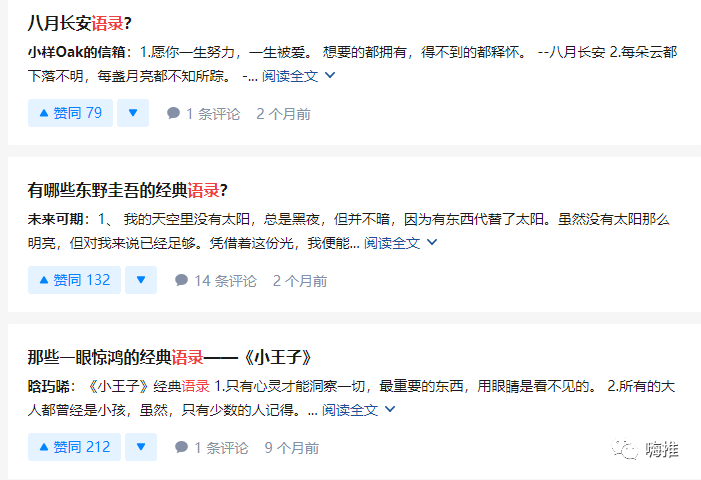 八月长安语录?
小样Oak的信箱：1.愿你一生努力，一生被爱。 想要的都拥有，得不到的都释怀。 --八月长安 2.每朵云都
下落不明，每盏月亮都不知所踪。 -... 阅读全文
赞同 79 1 条评论 2 个月前
有哪些东野圭吾的经典语录?
未来可期：1、 我的天空里没有太阳，总是黑夜，但并不暗，因为有东西代替了太阳。虽然没有太阳那么
明亮，但对我来说已经足够。凭借着这份光，我便能... 阅读全文
赞同 132 14 条评论 2 个月前
那些一眼惊鸿的经典语录——《小王子》
晗玙晞：《小王子》经典语录 1.只有心灵才能洞察一切，最重要的东西，用眼睛是看不见的。 2.所有的大
人都曾经是小孩，虽然，只有少数的人记得。... 阅读全文
赞同 212 1 条评论 9 个月前
嗨推